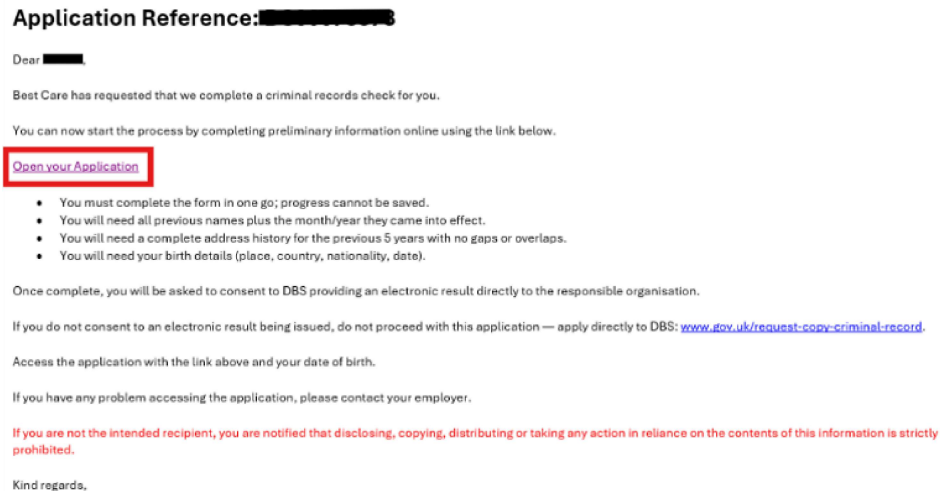 Application Reference:
Dear ,
Best Care has requested that we complete a criminal records check for you.
You can now start the process by completing preliminary information online using the link below.
Open your Application
• You must complete the form in one go; progress cannot be saved.
• You will need all previous names plus the month/year they came into effect.
• You will need a complete address history for the previous 5 years with no gaps or overlaps.
• You will need your birth details (place, country, nationality, date).
Once complete, you will be asked to consent to DBS providing an electronic result directly to the responsible organisation.
If you do not consent to an electronic result being issued, do not proceed with this application — apply directly to DBS: www.gov.uk/request-copy-criminal-record.
Access the application with the link above and your date of birth.
If you have any problem accessing the application, please contact your employer.
If you are not the intended recipient, you are notified that disclosing, copying, distributing or taking any action in reliance on the contents of this information is strictly
prohibited.
Kind regards,